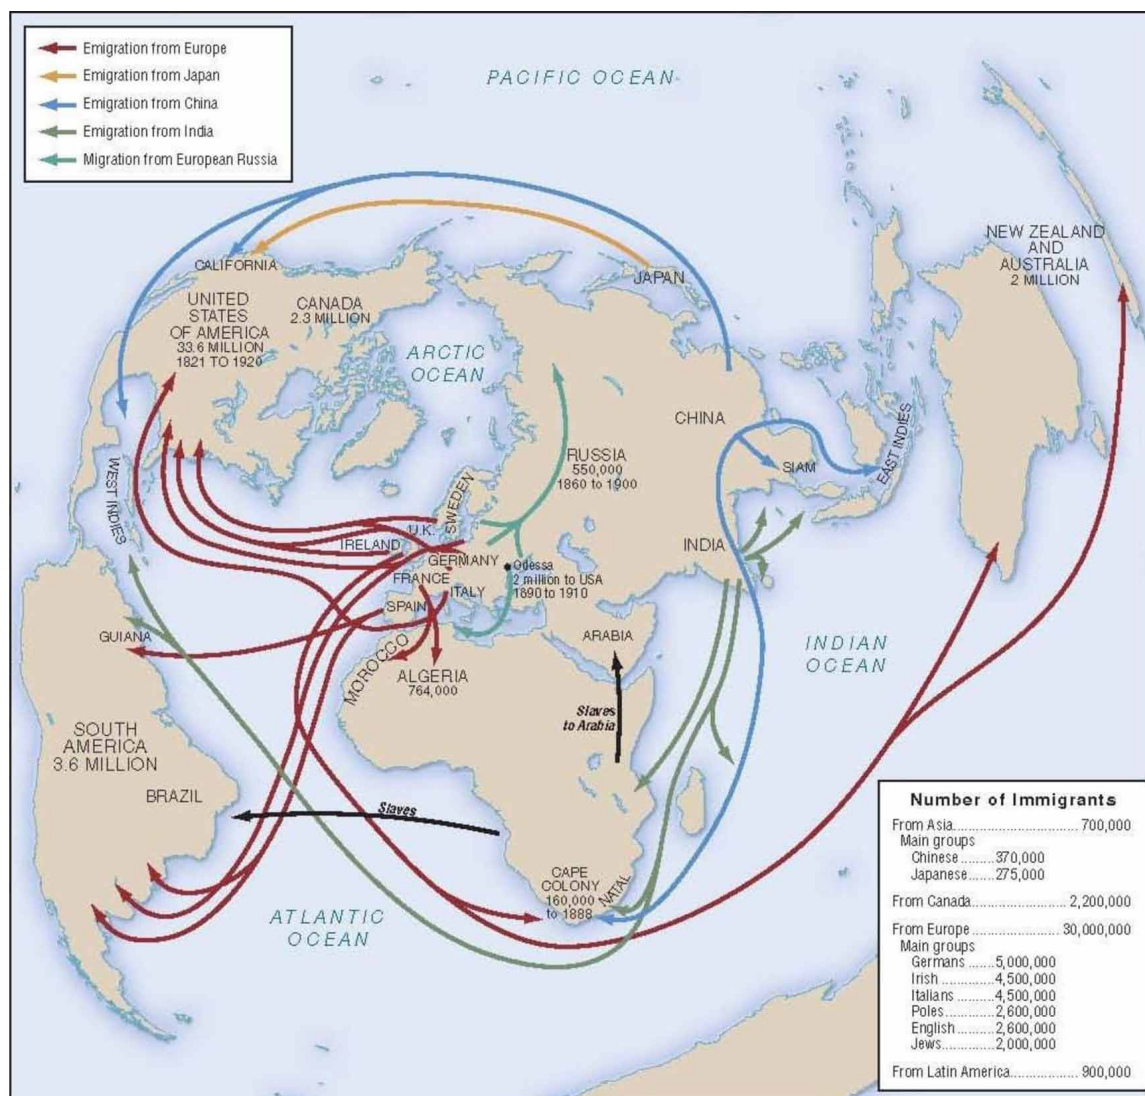 Emigration from Europe
Emigration from Japan
Emigration from China
Emigration from India
Migration from European Russia
PACIFIC OCEAN
CALIFORNIA
UNITED
STATES
OF AMERICA
33.6 MILLION
1821 TO 1920
CANADA
2.3 MILLION
JAPAN
NEW ZEALAND
AND
AUSTRALIA
2 MILLION
ARCTIC
OCEAN
CHINA
RUSSIA
550,000
1860 to 1900
SIAM
EAST INDIES
WEST INDIES
SWEDEN
U.K.
IRELAND
GERMANY
FRANCE
ITALY
SPAIN
Odessa
2 million to USA
1890 to 1910
INDIA
ARABIA
GUIANA
MOROCCO
ALGERIA
764,000
INDIAN
OCEAN
Slaves
to Arabia
SOUTH
AMERICA
3.6 MILLION
BRAZIL
Slaves
CAPE
COLONY
160,000
to 1888
NATAL
ATLANTIC
OCEAN
Number of Immigrants
From Asia.............................. 700,000
Main groups
Chinese .........370,000
Japanese .......275,000
From Canada........................2,200,000
From Europe .......................30,000,000
Main groups
Germans ........5,000,000
Irish ................4,500,000
Italians ...........4,500,000
Poles..............2,600,000
English ..........2,600,000
Jews...............2,000,000
From Latin America.................. 900,000